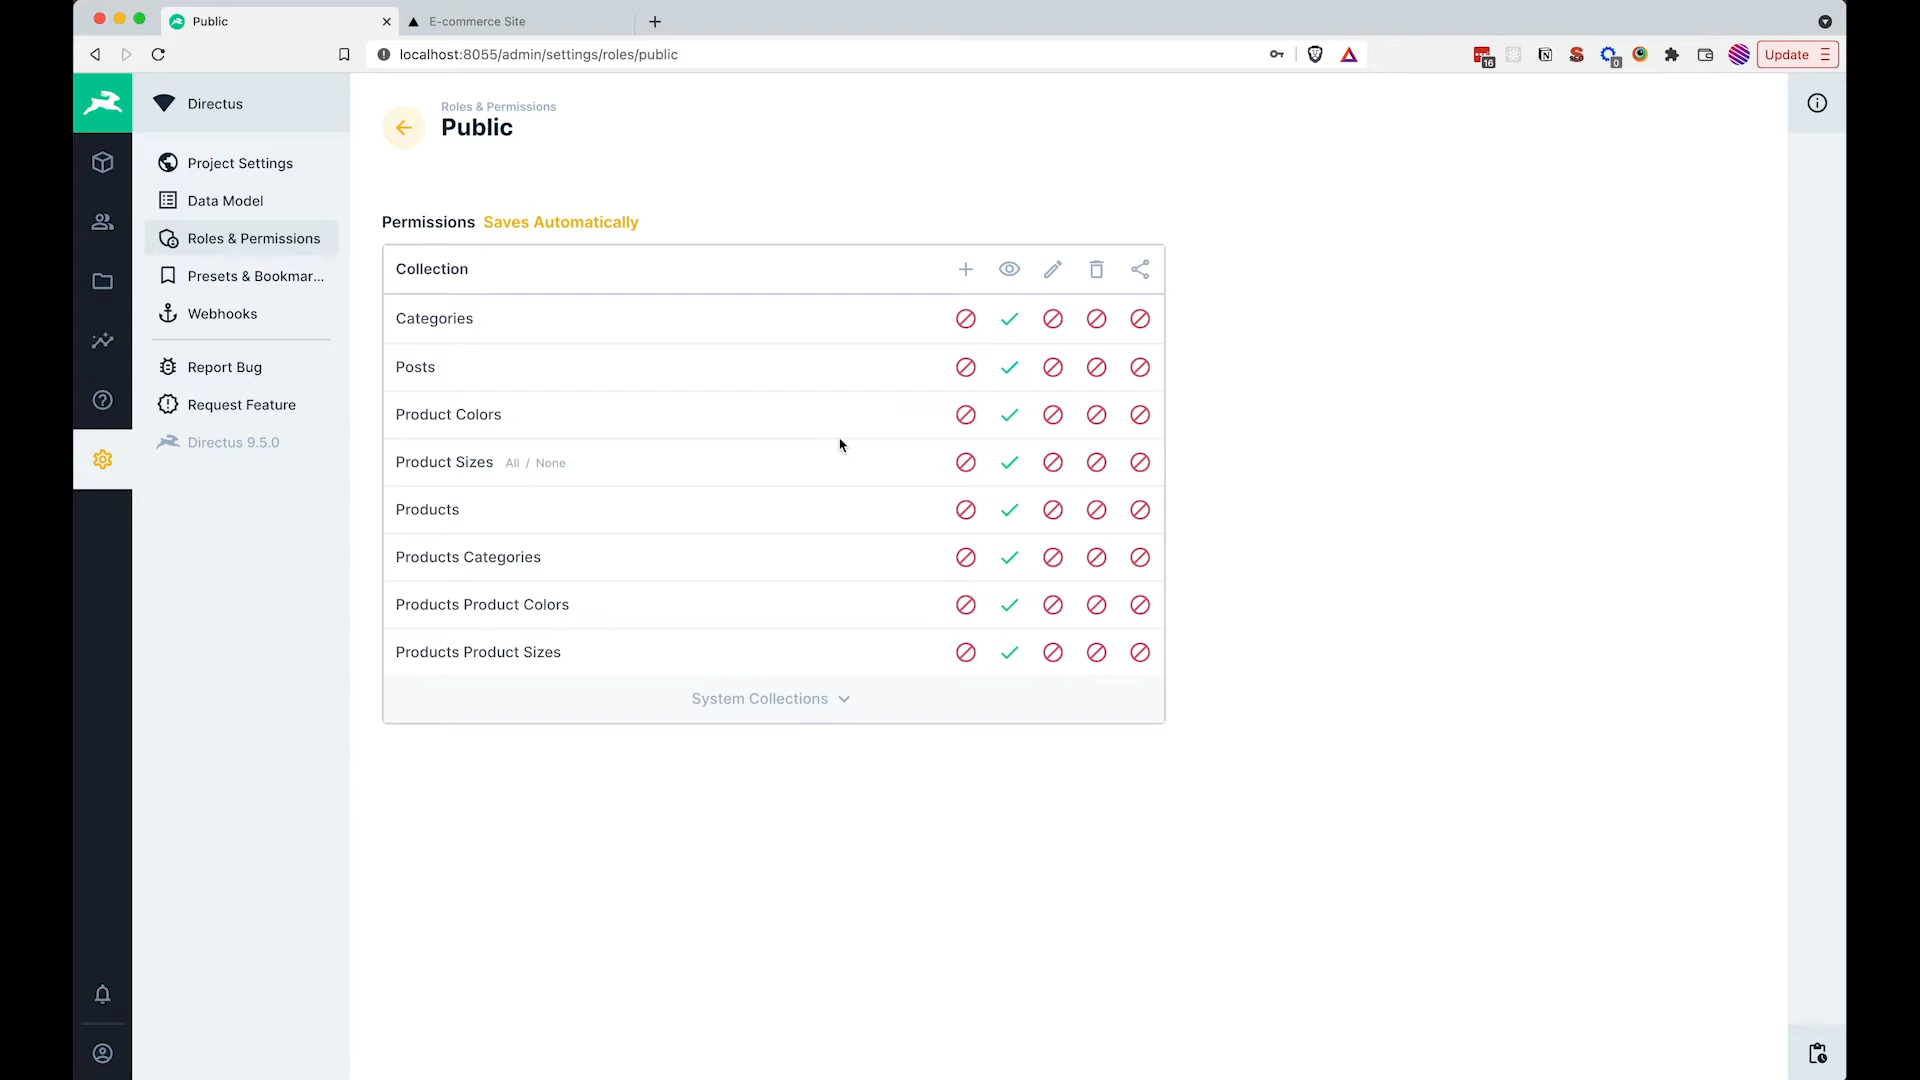 Public
E-commerce Site
localhost:8055/admin/settings/roles/public
16
0
Update
Directus
Project Settings
Data Model
Roles & Permissions
Presets & Bookmar...
Webhooks
Report Bug
Request Feature
Directus 9.5.0
Roles & Permissions
Public
Permissions Saves Automatically
Collection
Categories
Posts
Product Colors
Product Sizes All / None
Products
Products Categories
Products Product Colors
Products Product Sizes
System Collections